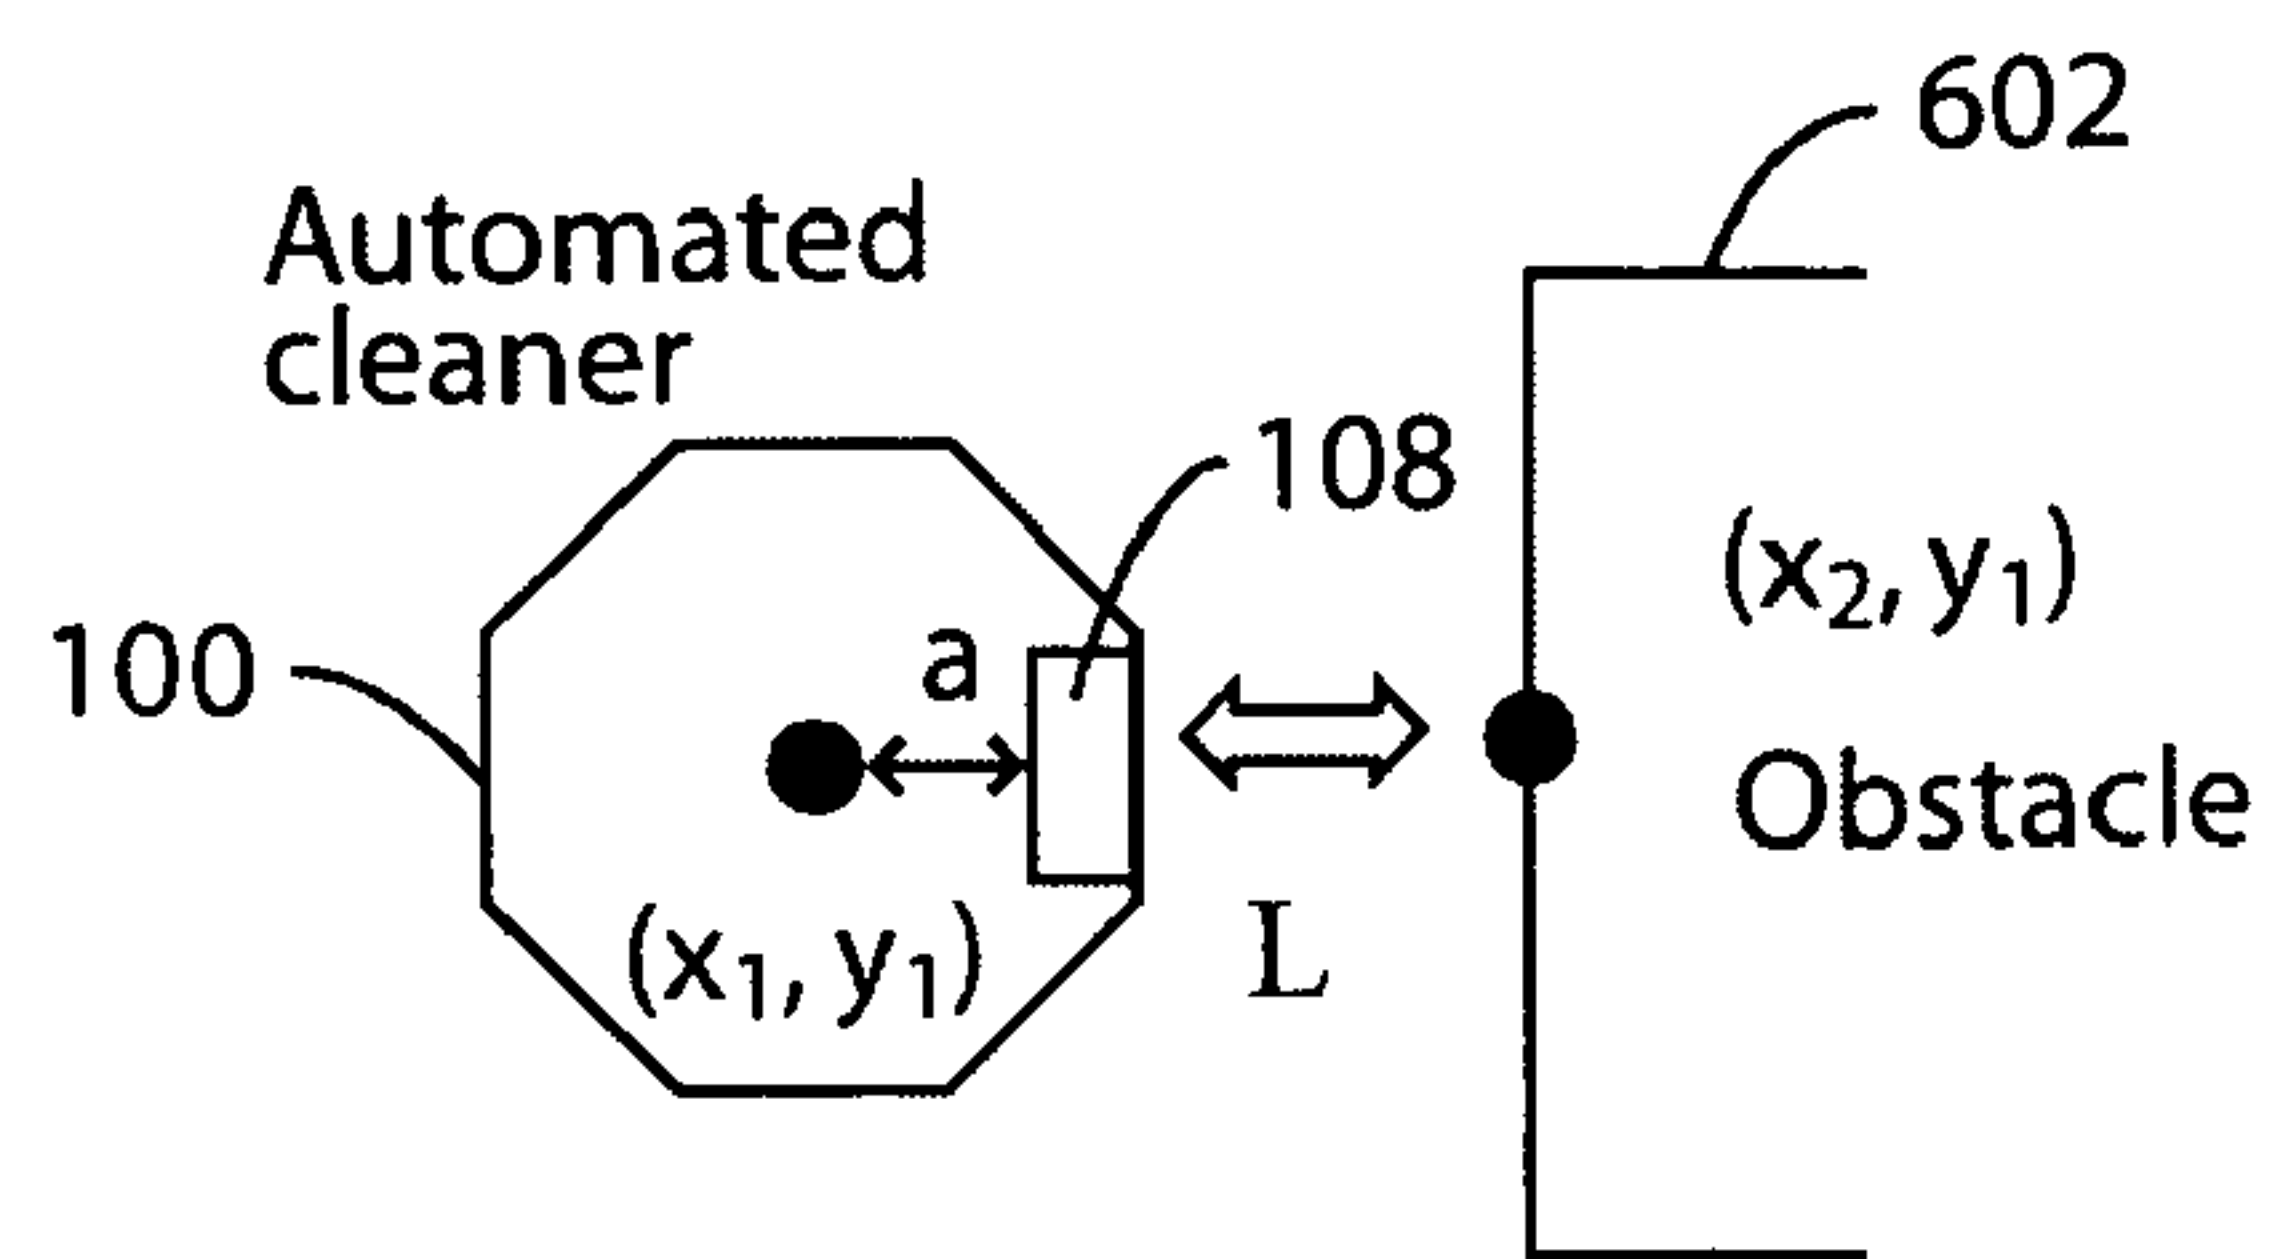 602
Automated
cleaner
108
(x₂, y₁)
100
a
Obstacle
(x₁, y₁)
L